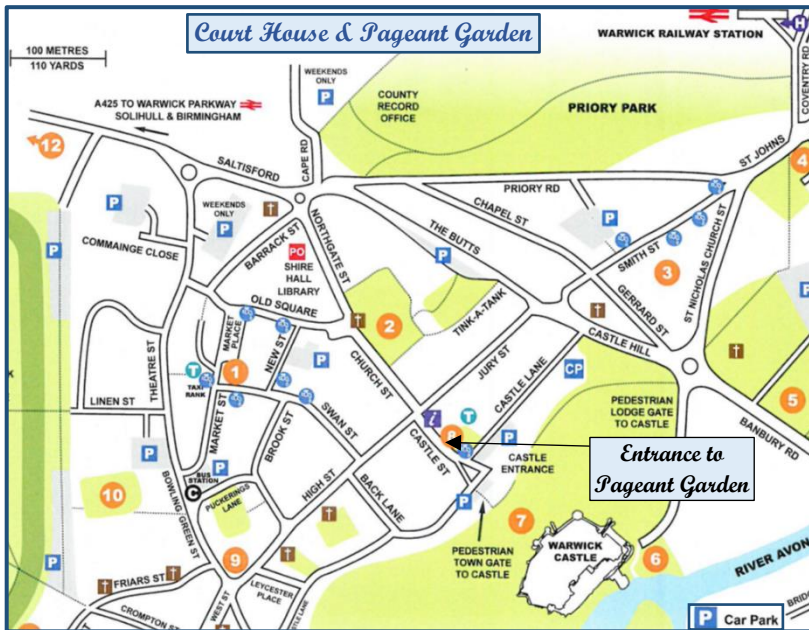 Court House & Pageant Garden
100 METRES
110 YARDS
WEEKENDS
ONLY
P
WARWICK RAILWAY STATION
H
COVENTRY RD
A425 TO WARWICK PARKWAY
SOLIHULL & BIRMINGHAM
COUNTY
RECORD
OFFICE
PRIORY PARK
12
SALTISFORD
CAPE RD
ST JOHNS
4
PRIORY RD
CHAPEL ST
P
WEEKENDS
ONLY
P
P
COMMAINGE CLOSE
BARRACK ST
NORTHGATE ST
THE BUTTS
P
P
SMITH ST
3
ST NICHOLAS CHURCH ST
GERRARD ST
P
PO
SHIRE
HALL
LIBRARY
OLD SQUARE
2
TINK-A-TANK
P
THEATRE ST
MARKET
PLACE
NEW ST
P
CHURCH ST
JURY ST
CASTLE LANE
CASTLE HILL
T
TAXI
RANK
1
CP
LINEN ST
MARKET ST
BROOK ST
SWAN ST
i
T
8
PEDESTRIAN
LODGE GATE
TO CASTLE
5
BANBURY RD
P
P
BUS
STATION
C
HIGH ST
CASTLE ST
P
CASTLE
ENTRANCE
Entrance to
Pageant Garden
10
BOWLING GREEN ST
PUCKERINGS
LANE
BACK LANE
P
7
9
PEDESTRIAN
TOWN GATE
TO CASTLE
WARWICK
CASTLE
6
RIVER AVON
P
FRIARS ST
LEYCESTER
PLACE
CROMPTON ST
WEST ST
P Car Park